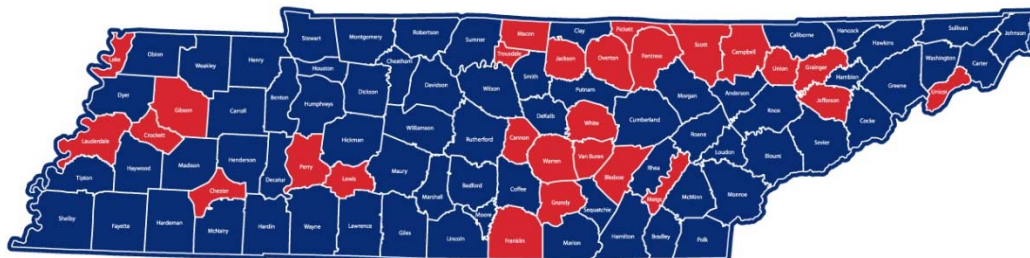 Lake
Obion
Weakley
Henry
Stewart
Montgomery
Robertson
Sumner
Macon
Trousdale
Clay
Pickett
Jackson
Overton
Fentress
Scott
Campbell
Claiborne
Hancock
Hawkins
Sullivan
Johnson
Washington
Carter
Unicoi
Greene
Hamblen
Grainger
Union
Jefferson
Cocke
Sevier
Knox
Anderson
Morgan
Putnam
Smith
Wilson
Davidson
Cheatham
Dickson
Houston
Humphreys
Benton
Carroll
Gibson
Dyer
Crockett
Lauderdale
Haywood
Madison
Henderson
Decatur
Perry
Hickman
Lewis
Williamson
Maury
Rutherford
Cannon
DeKalb
White
Cumberland
Roane
Loudon
Blount
Monroe
McMinn
Meigs
Rhea
Bledsoe
Van Buren
Warren
Coffee
Bedford
Marshall
Tipton
Shelby
Fayette
Hardeman
Chester
McNairy
Hardin
Wayne
Lawrence
Giles
Lincoln
Moore
Franklin
Grundy
Sequatchie
Marion
Hamilton
Bradley
Polk